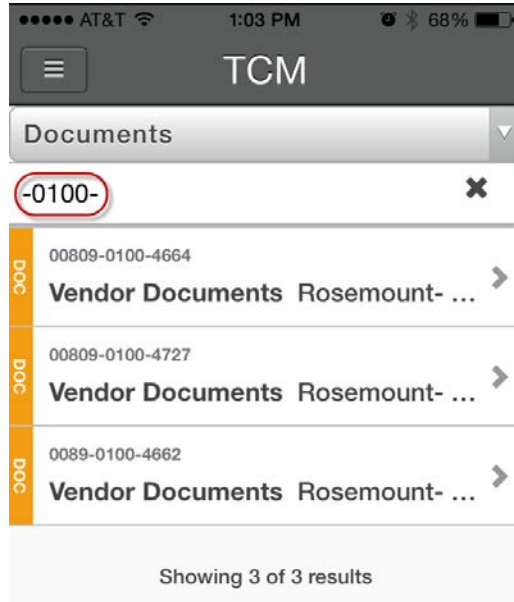 AT&T 1:03 PM 68%
TCM
Documents
-0100-
DOC
00809-0100-4664
Vendor Documents Rosemount- ...
DOC
00809-0100-4727
Vendor Documents Rosemount- ...
DOC
0089-0100-4662
Vendor Documents Rosemount- ...
Showing 3 of 3 results